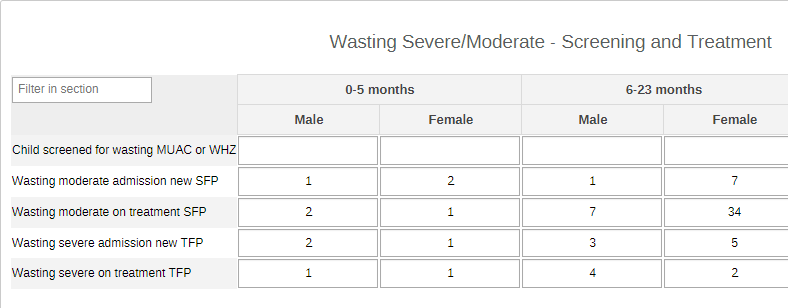 Wasting Severe/Moderate - Screening and Treatment
Filter in section
0-5 months 6-23 months
Male Female Male Female
Child screened for wasting MUAC or WHZ
Wasting moderate admission new SFP 1 2 1 7
Wasting moderate on treatment SFP 2 1 7 34
Wasting severe admission new TFP 2 1 3 5
Wasting severe on treatment TFP 1 1 4 2